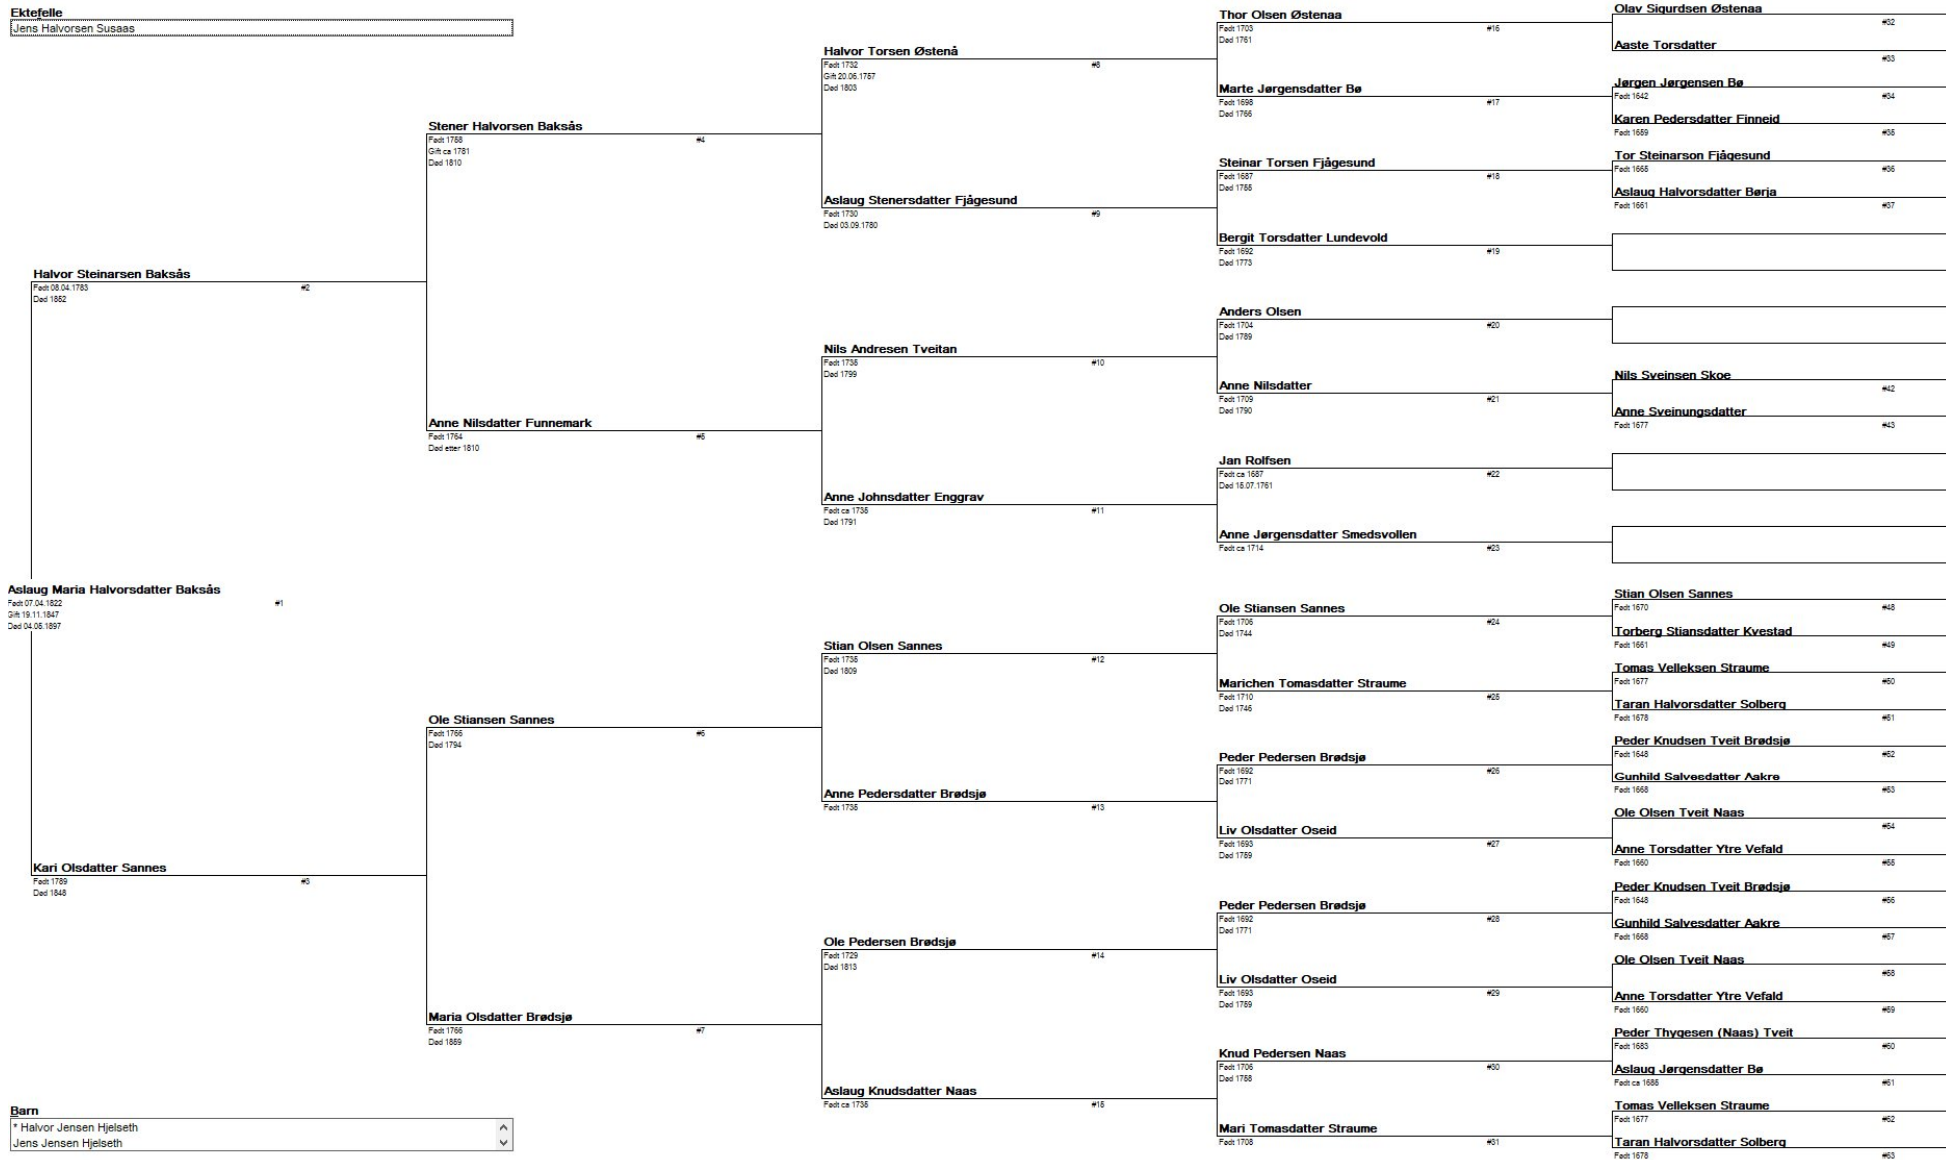 Ektefelle
Jens Halvorsen Susaas
Aslaug Maria Halvorsdatter Baksås
Født 07.04.1822 #1
Gift 19.11.1847
Død 04.05.1897
Halvor Steinarsen Baksås
Født 08.04.1783 #2
Død 1852
Kari Olsdatter Sannes
Født 1789 #3
Død 1848
Stener Halvorsen Baksås
Født 1758 #4
Gift ca 1781
Død 1810
Anne Nilsdatter Funnemark
Født 1764 #5
Død etter 1810
Ole Stiansen Sannes
Født 1766 #6
Død 1794
Maria Olsdatter Brødsjø
Født 1766 #7
Død 1859
Halvor Torsen Østenå
Født 1732 #8
Gift 20.06.1757
Død 1803
Aslaug Stenersdatter Fjågesund
Født 1730 #9
Død 03.09.1780
Nils Andresen Tveitan
Født 1735 #10
Død 1799
Anne Johnsdatter Enggrav
Født ca 1735 #11
Død 1791
Stian Olsen Sannes
Født 1735 #12
Død 1809
Anne Pedersdatter Brødsjø
Født 1735 #13
Ole Pedersen Brødsjø
Født 1729 #14
Død 1813
Aslaug Knudsdatter Naas
Født ca 1735 #15
Thor Olsen Østenaa
Født 1703 #16
Død 1761
Marte Jørgensdatter Bø
Født 1698 #17
Død 1766
Steinar Torsen Fjågesund
Født 1687 #18
Død 1755
Bergit Torsdatter Lundevold
Født 1692 #19
Død 1773
Anders Olsen
Født 1704 #20
Død 1789
Anne Nilsdatter
Født 1709 #21
Død 1790
Jan Rolfsen
Født ca 1687 #22
Død 15.07.1761
Anne Jørgensdatter Smedsvollen
Født ca 1714 #23
Ole Stiansen Sannes
Født 1706 #24
Død 1744
Marichen Tomasdatter Straume
Født 1710 #25
Død 1746
Peder Pedersen Brødsjø
Født 1692 #26
Død 1771
Liv Olsdatter Oseid
Født 1693 #27
Død 1759
Peder Pedersen Brødsjø
Født 1692 #28
Død 1771
Liv Olsdatter Oseid
Født 1693 #29
Død 1759
Knud Pedersen Naas
Født 1706 #30
Død 1758
Mari Tomasdatter Straume
Født 1708 #31
Olav Sigurdsen Østenaa
#32
Aaste Torsdatter
#33
Jørgen Jørgensen Bø
Født 1642 #34
Karen Pedersdatter Finneid
Født 1659 #35
Tor Steinarson Fjågesund
Født 1665 #36
Aslaug Halvorsdatter Børja
Født 1661 #37
Nils Sveinsen Skoe
#42
Anne Sveinungsdatter
Født 1677 #43
Stian Olsen Sannes
Født 1670 #48
Torberg Stiansdatter Kvestad
Født 1661 #49
Tomas Velleksen Straume
Født 1677 #50
Taran Halvorsdatter Solberg
Født 1678 #51
Peder Knudsen Tveit Brødsjø
Født 1648 #52
Gunhild Salvesdatter Aakre
Født 1668 #53
Ole Olsen Tveit Naas
#54
Anne Torsdatter Ytre Vefald
Født 1660 #55
Peder Knudsen Tveit Brødsjø
Født 1648 #56
Gunhild Salvesdatter Aakre
Født 1668 #57
Ole Olsen Tveit Naas
#58
Anne Torsdatter Ytre Vefald
Født 1660 #59
Peder Thygesen (Naas) Tveit
Født 1683 #60
Aslaug Jørgensdatter Bø
Født ca 1685 #61
Tomas Velleksen Straume
Født 1677 #62
Taran Halvorsdatter Solberg
Født 1678 #63
Barn
* Halvor Jensen Hjelseth
Jens Jensen Hjelseth